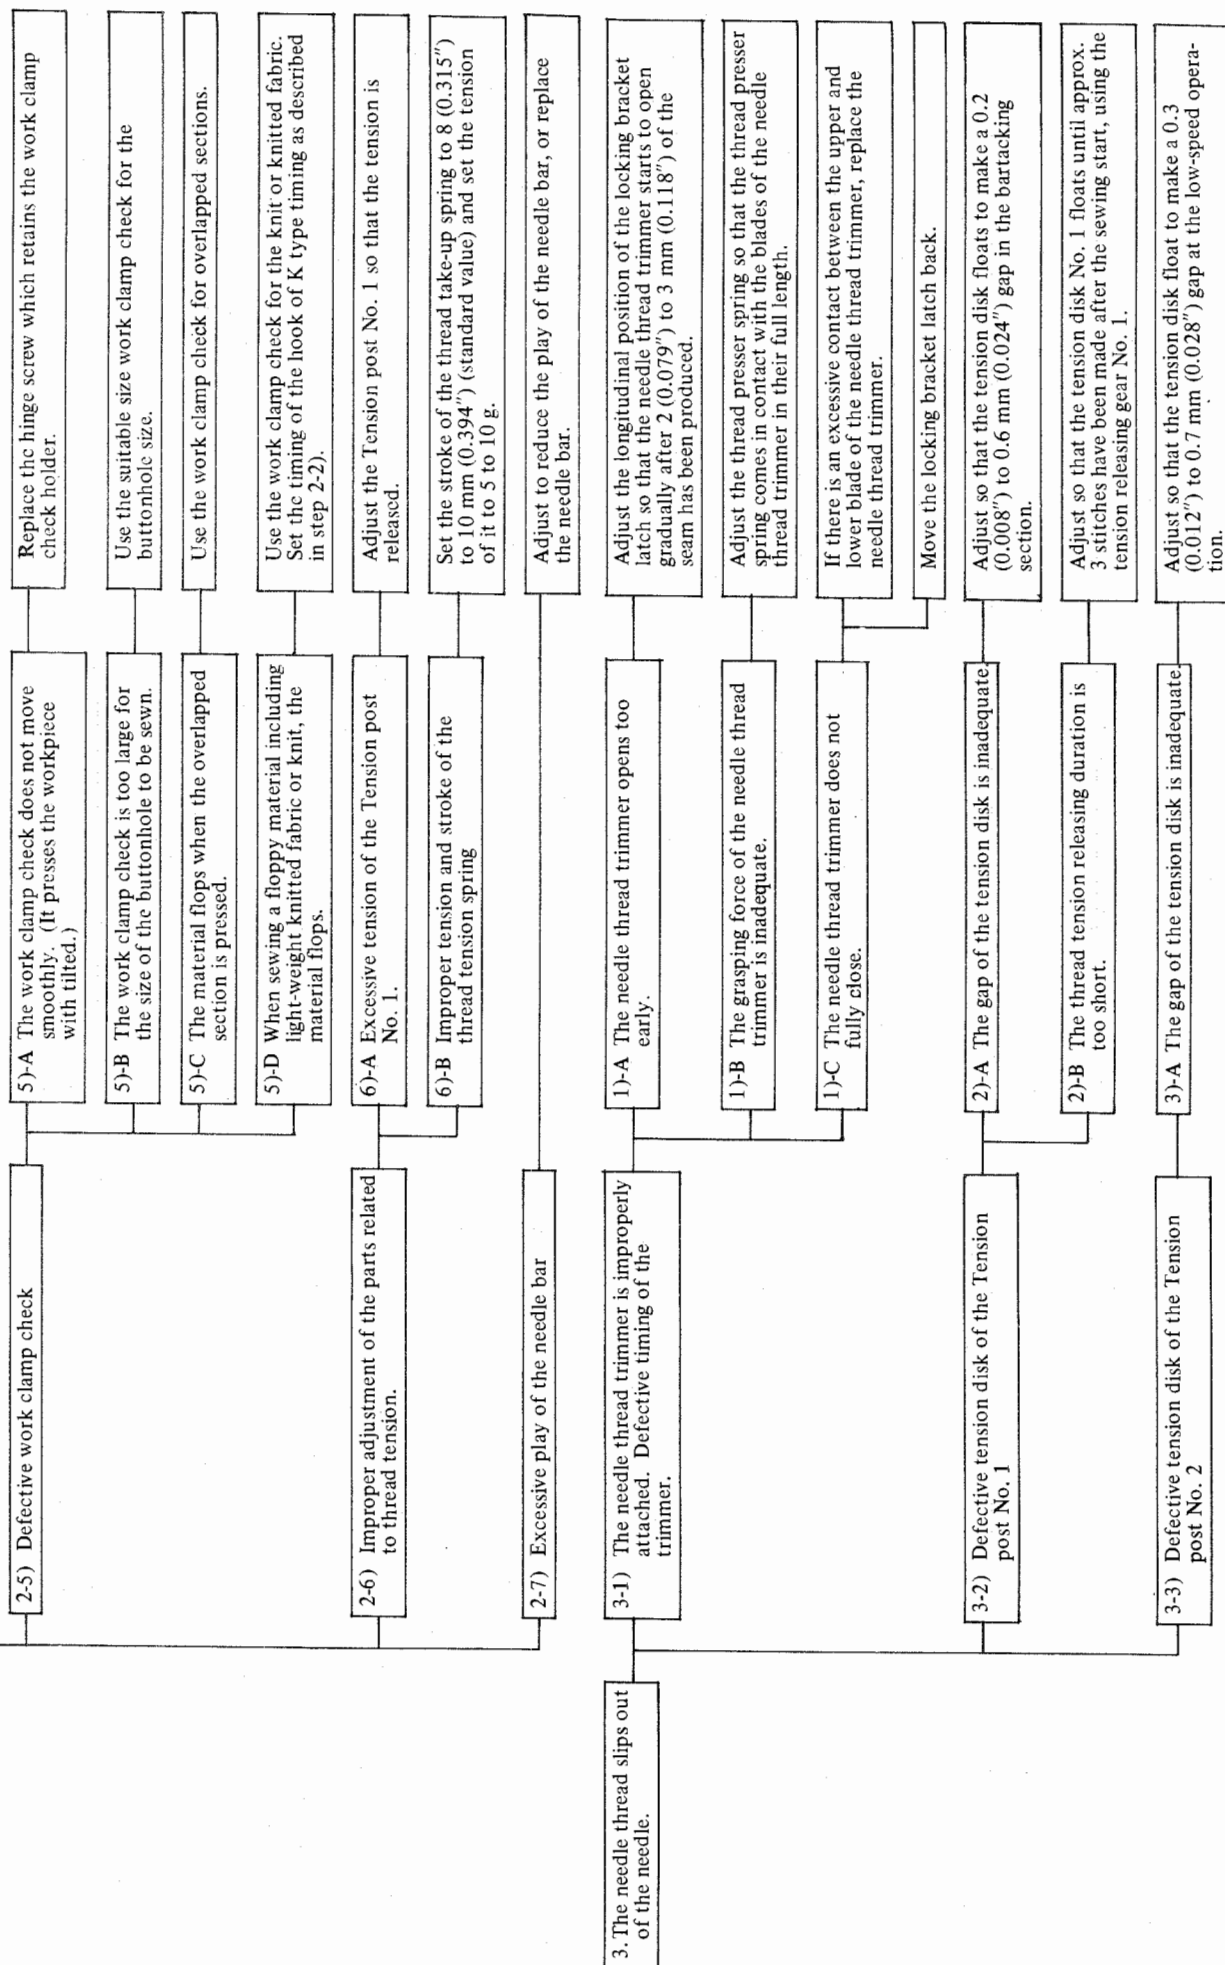 2-5) Defective work clamp check
5)-A The work clamp check does not move
smoothly. (It presses the workpiece
with tilted.)
Replace the hinge screw which retains the work clamp
check holder.
5)-B The work clamp check is too large for
the size of the buttonhole to be sewn.
Use the suitable size work clamp check for the
buttonhole size.
5)-C The material flops when the overlapped
section is pressed.
Use the work clamp check for overlapped sections.
5)-D When sewing a floppy material including
light-weight knitted fabric or knit, the
material flops.
Use the work clamp check for the knit or knitted fabric.
Set the timing of the hook of K type timing as described
in step 2-2).
2-6) Improper adjustment of the parts related
to thread tension.
6)-A Excessive tension of the Tension post
No. 1.
Adjust the Tension post No. 1 so that the tension is
released.
6)-B Improper tension and stroke of the
thread tension spring
Set the stroke of the thread take-up spring to 8 (0.315″)
to 10 mm (0.394″) (standard value) and set the tension
of it to 5 to 10 g.
2-7) Excessive play of the needle bar
Adjust to reduce the play of the needle bar, or replace
the needle bar.
3. The needle thread slips out
of the needle.
3-1) The needle thread trimmer is improperly
attached. Defective timing of the
trimmer.
1)-A The needle thread trimmer opens too
early.
Adjust the longitudinal position of the locking bracket
latch so that the needle thread trimmer starts to open
gradually after 2 (0.079″) to 3 mm (0.118″) of the
seam has been produced.
1)-B The grasping force of the needle thread
trimmer is inadequate.
Adjust the thread presser spring so that the thread presser
spring comes in contact with the blades of the needle
thread trimmer in their full length.
1)-C The needle thread trimmer does not
fully close.
If there is an excessive contact between the upper and
lower blade of the needle thread trimmer, replace the
needle thread trimmer.
Move the locking bracket latch back.
3-2) Defective tension disk of the Tension
post No. 1
2)-A The gap of the tension disk is inadequate.
Adjust so that the tension disk floats to make a 0.2
(0.008″) to 0.6 mm (0.024″) gap in the bartacking
section.
2)-B The thread tension releasing duration is
too short.
Adjust so that the tension disk No. 1 floats until approx.
3 stitches have been made after the sewing start, using the
tension releasing gear No. 1.
3-3) Defective tension disk of the Tension
post No. 2
3)-A The gap of the tension disk is inadequate.
Adjust so that the tension disk float to make a 0.3
(0.012″) to 0.7 mm (0.028″) gap at the low-speed opera-
tion.